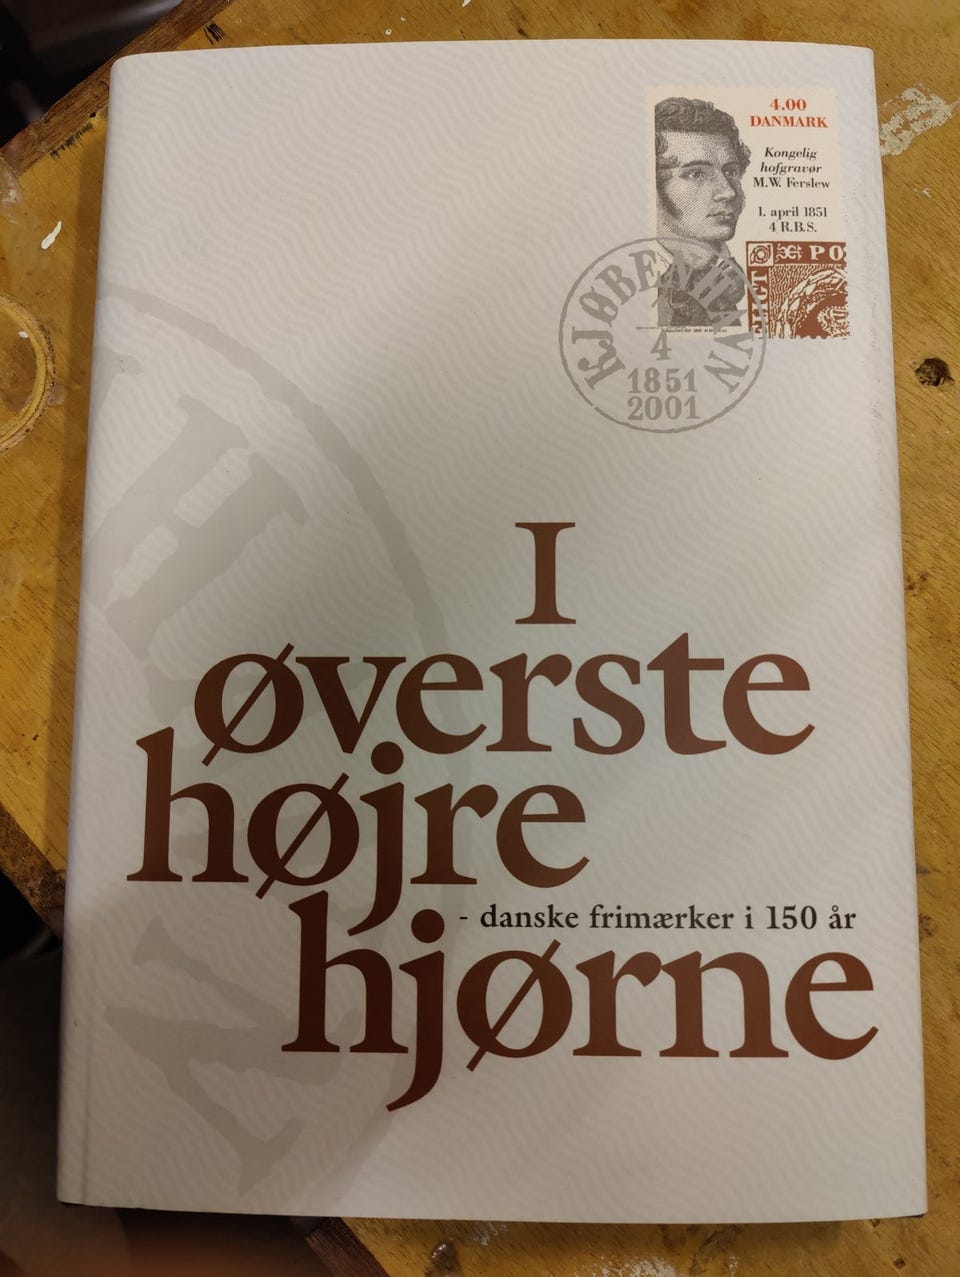 4.00
DANMARK
Kongelig
hofgravør
M.W. Ferslew
1. april 1851
4 R.B.S.
PO
KJØBENHAVN
4
1851
2001
I
øverste
højre
hjørne
- danske frimærker i 150 år